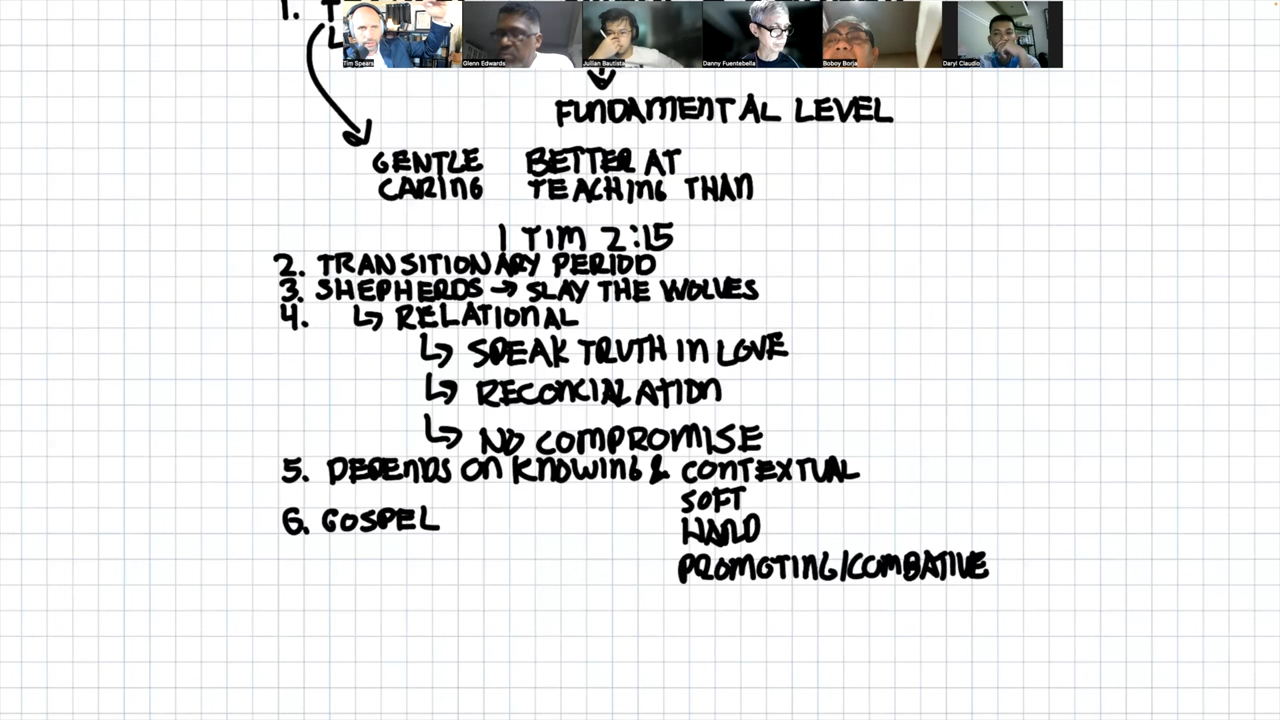 1. T
Tim Spears
Glenn Edwards
Jullian Bautista
Danny Fuentebella
Boboy Borja
Daryl Claudio
FUNDAMENTAL LEVEL
GENTLE BETTER AT
CARING TEACHING THAN
1 TIM 2:15
2. TRANSITIONARY PERIOD
3. SHEPHERDS → SLAY THE WOLVES
4. ↳ RELATIONAL
↳ SPEAK TRUTH IN LOVE
↳ RECONCIALATION
↳ NO COMPROMISE
5. DEPENDS ON KNOWING & CONTEXTUAL
SOFT
6. GOSPEL
HARD
PROMOTING/COMBATIVE